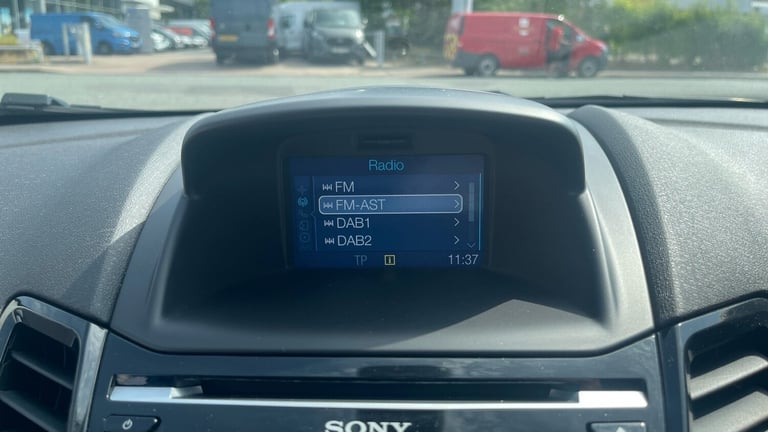 Radio
FM
FM-AST
DAB1
DAB2
TP
i
11:37
SONY